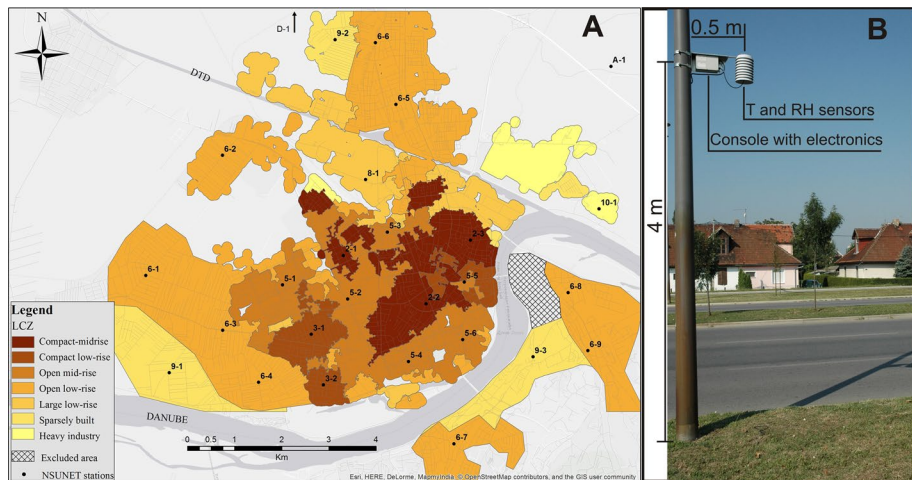 A
N
D-1
9-2
6-6
A-1
DTD
6-5
6-2
8-1
10-1
5-3
2-1
6-1
5-1
5-5
6-8
5-2
2-2
6-3
3-1
5-6
6-9
9-3
5-4
9-1
6-4
3-2
DANUBE
6-7
Legend
LCZ
Compact-midrise
Compact low-rise
Open mid-rise
Open low-rise
Large low-rise
Sparsely built
Heavy industry
Excluded area
NSUNET stations
0 0.5 1 2 3 4
Km
Esri, HERE, DeLorme, MapmyIndia, © OpenStreetMap contributors, and the GIS user community
B
0.5 m
T and RH sensors
Console with electronics
4 m